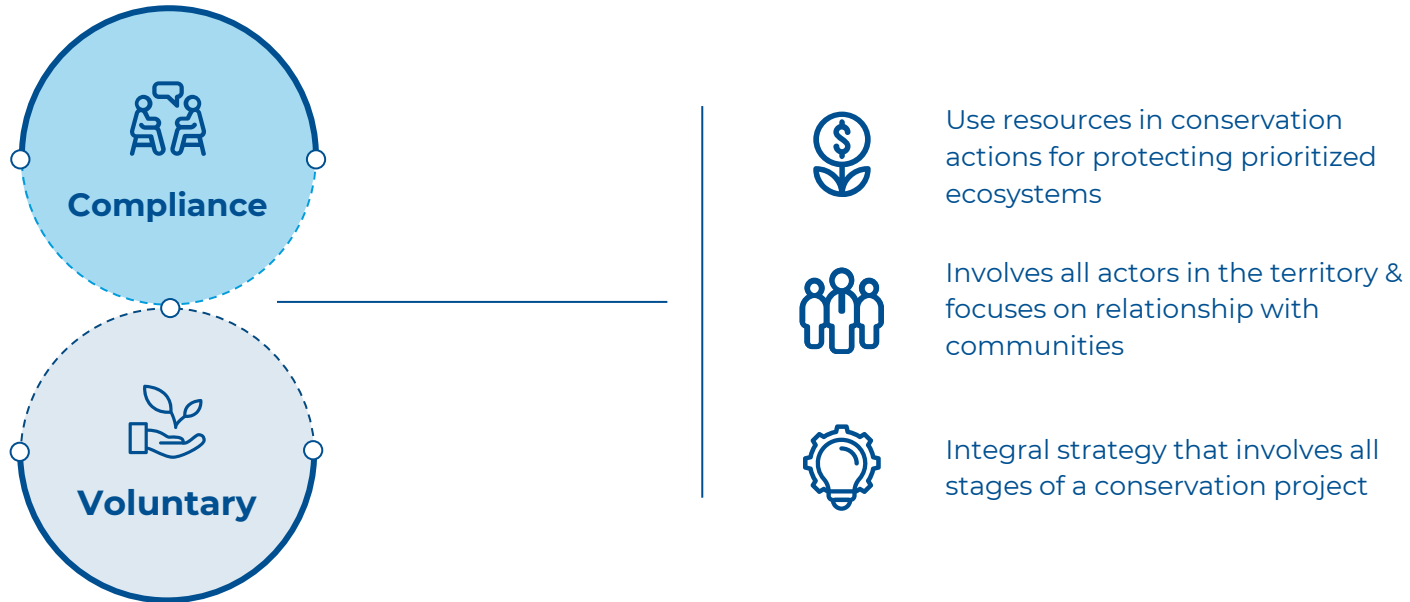 Compliance
Voluntary
Use resources in conservation
actions for protecting prioritized
ecosystems
Involves all actors in the territory &
focuses on relationship with
communities
Integral strategy that involves all
stages of a conservation project